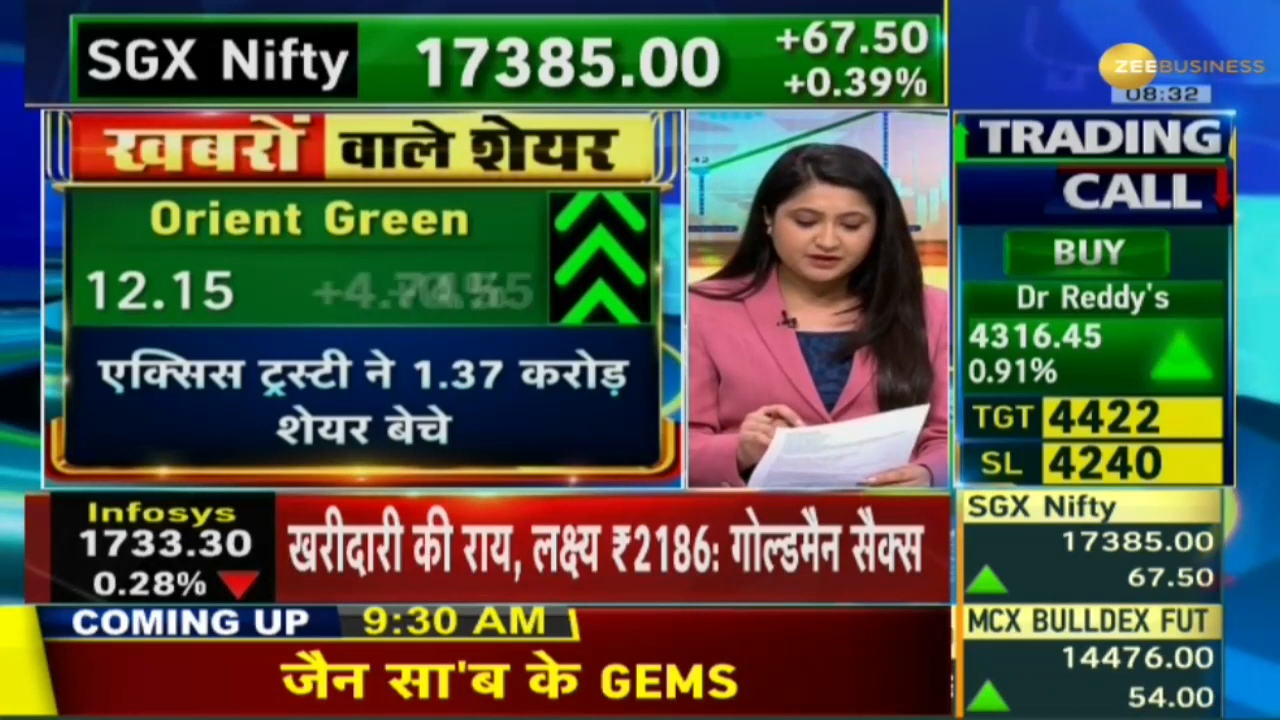 SGX Nifty 17385.00 +67.50
+0.39%
ZEEBUSINESS
08:32
खबरों वाले शेयर
Orient Green
12.15
एक्सिस ट्रस्टी ने 1.37 करोड़
शेयर बेचे
TRADING
CALL
BUY
Dr Reddy's
4316.45
0.91%
TGT 4422
SL 4240
Infosys
1733.30
0.28%
खरीदारी की राय, लक्ष्य ₹2186: गोल्डमैन सैक्स
SGX Nifty
17385.00
67.50
MCX BULLDEX FUT
14476.00
54.00
COMING UP 9:30 AM
जैन सा'ब के GEMS